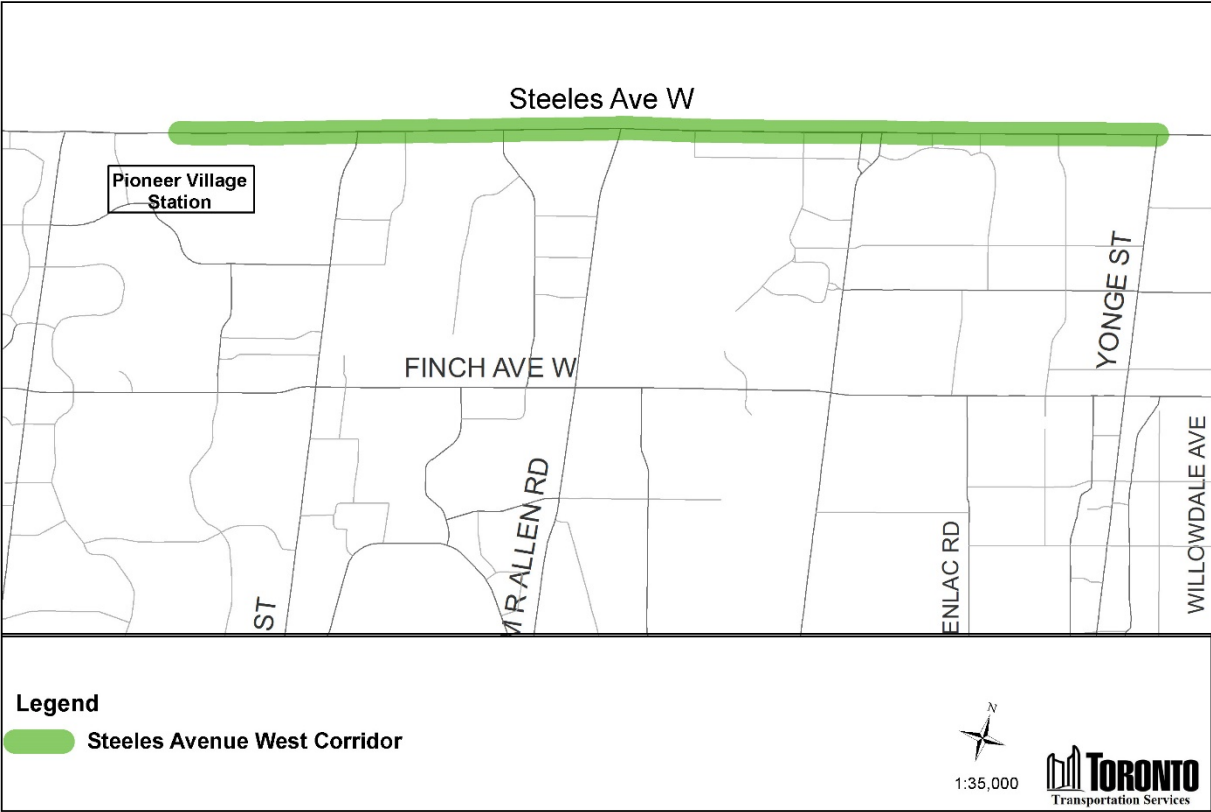 Steeles Ave W
Pioneer Village
Station
YONGE ST
FINCH AVE W
WILLOWDALE AVE
M R ALLEN RD
ENLAC RD
ST
Legend
Steeles Avenue West Corridor
N
1:35,000
TORONTO
Transportation Services